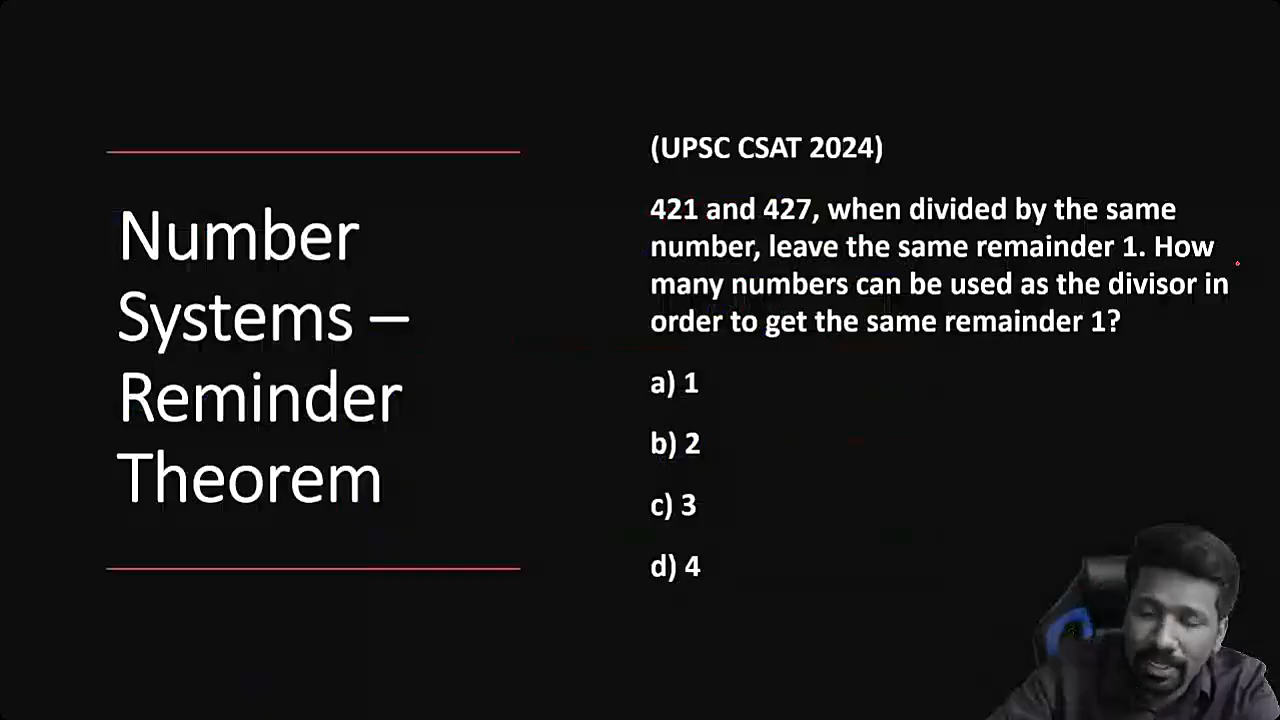 Number
Systems –
Reminder
Theorem
(UPSC CSAT 2024)
421 and 427, when divided by the same
number, leave the same remainder 1. How
many numbers can be used as the divisor in
order to get the same remainder 1?
a) 1
b) 2
c) 3
d) 4